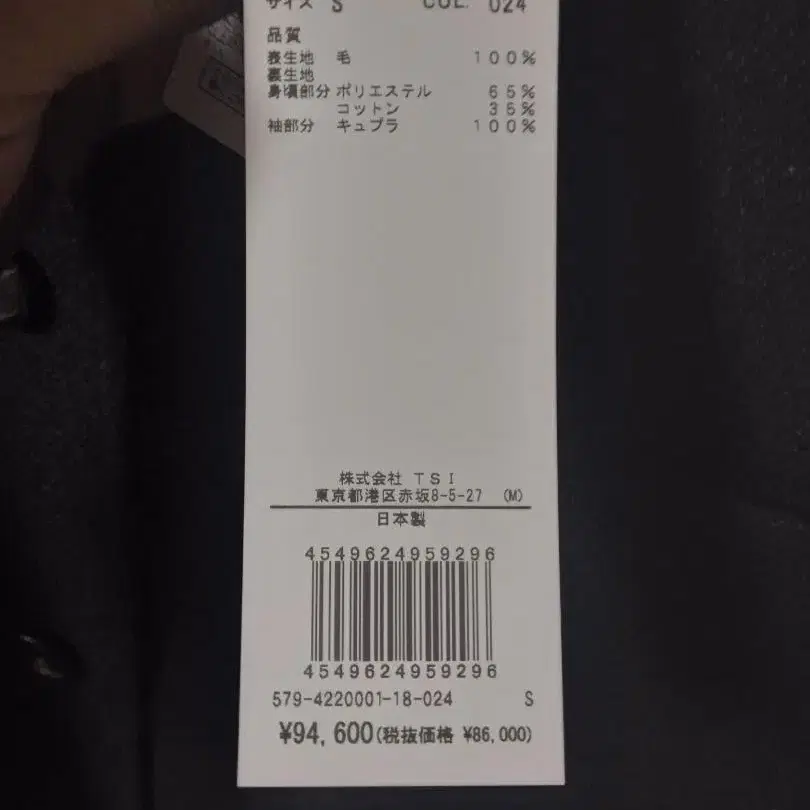 サイズ S COL. 024
品質
表生地 毛 100%
裏生地
身頃部分 ポリエステル 65%
コットン 35%
袖部分 キュプラ 100%
株式会社 TSI
東京都港区赤坂8-5-27 (M)
日本製
4549624959296
4549624959296
579-4220001-18-024 S
¥94,600(税抜価格 ¥86,000)